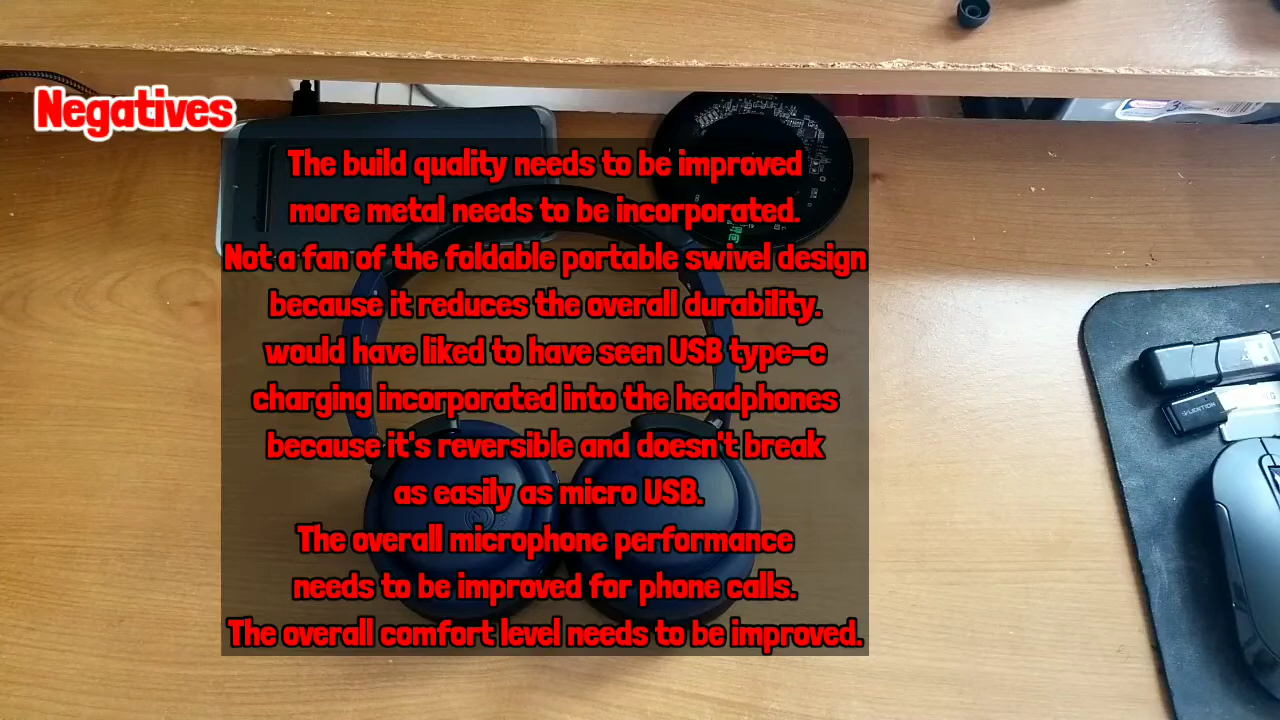 Negatives
The build quality needs to be improved
more metal needs to be incorporated.
Not a fan of the foldable portable swivel design
because it reduces the overall durability.
would have liked to have seen USB type-c
charging incorporated into the headphones
because it's reversible and doesn't break
as easily as micro USB.
The overall microphone performance
needs to be improved for phone calls.
The overall comfort level needs to be improved.
LENTION